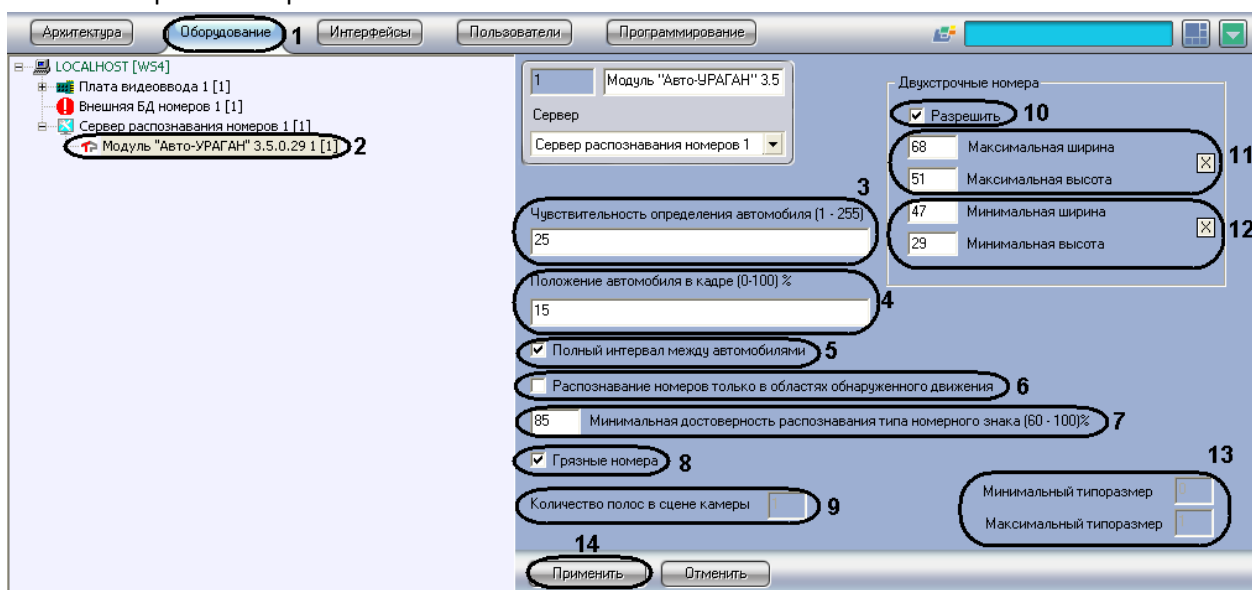 Архитектура Оборудование 1 Интерфейсы Пользователи Программирование
LOCALHOST [WS4]
Плата видеоввода 1 [1]
Внешняя БД номеров 1 [1]
Сервер распознавания номеров 1 [1]
Модуль "Авто-УРАГАН" 3.5.0.29 1 [1] 2
1 Модуль "Авто-УРАГАН" 3.5
Сервер
Сервер распознавания номеров 1
3
Чувствительность определения автомобиля (1 - 255)
25
Положение автомобиля в кадре (0-100) %
15
4
Полный интервал между автомобилями 5
Распознавание номеров только в областях обнаруженного движения 6
85 Минимальная достоверность распознавания типа номерного знака (60 - 100)% 7
Грязные номера 8
Количество полос в сцене камеры 9
Двухстрочные номера
Разрешить 10
68 Максимальная ширина
51 Максимальная высота
X 11
47 Минимальная ширина
29 Минимальная высота
X 12
13
Минимальный типоразмер
Максимальный типоразмер
14
Применить Отменить